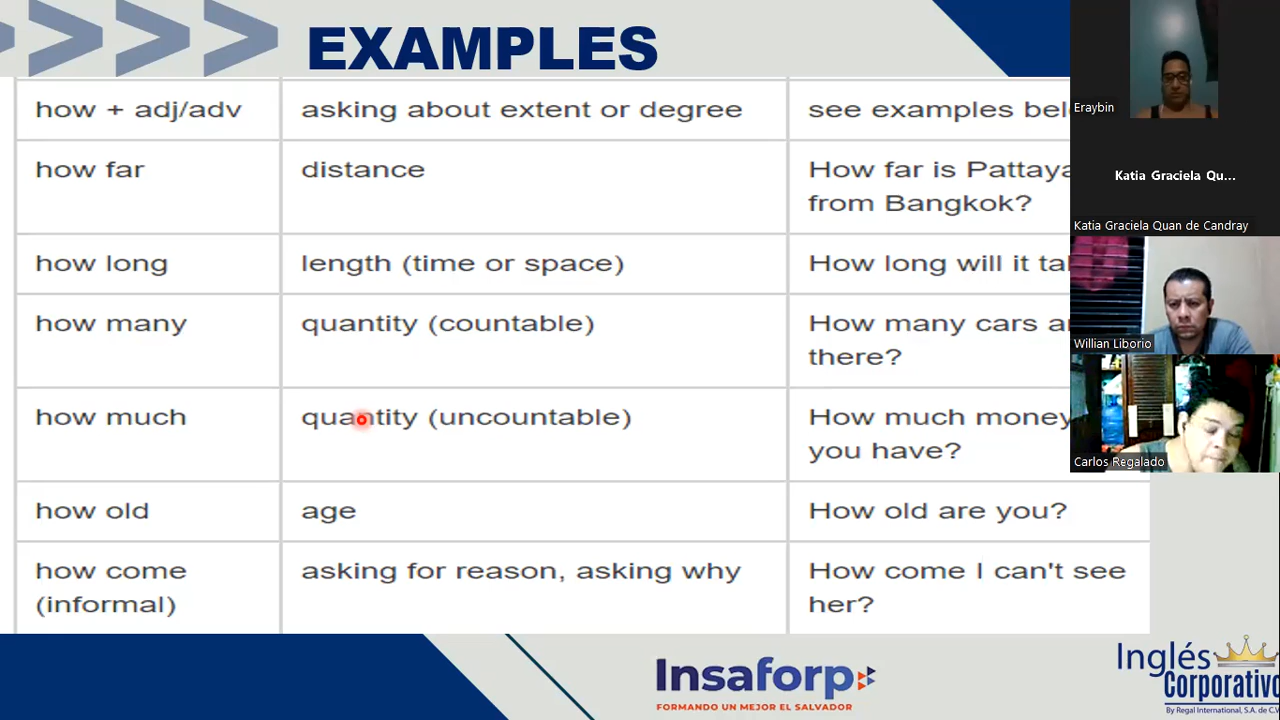 EXAMPLES
how + adj/adv
asking about extent or degree
see examples bel
how far
distance
How far is Pattaya
from Bangkok?
how long
length (time or space)
How long will it ta
how many
quantity (countable)
How many cars a
there?
how much
quantity (uncountable)
How much money
you have?
how old
age
How old are you?
how come
(informal)
asking for reason, asking why
How come I can't see
her?
Insaforp
FORMANDO UN MEJOR EL SALVADOR
Inglés
Corporativo
By Regal International, S.A. de C.V
Eraybin
Katia Graciela Qu...
Katia Graciela Quan de Candray
Willian Liborio
Carlos Regalado